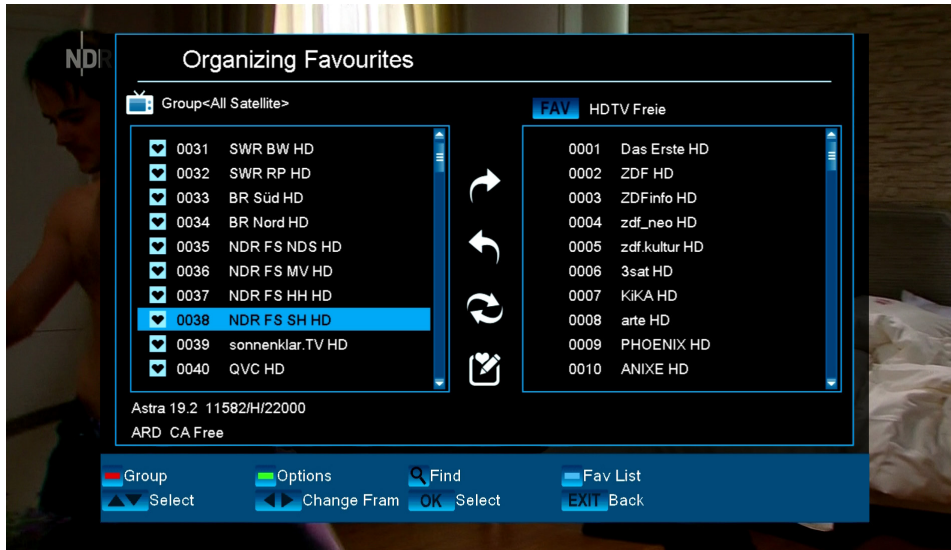 NDR
Organizing Favourites
Group<All Satellite>
FAV HDTV Freie
0031 SWR BW HD
0032 SWR RP HD
0033 BR Süd HD
0034 BR Nord HD
0035 NDR FS NDS HD
0036 NDR FS MV HD
0037 NDR FS HH HD
0038 NDR FS SH HD
0039 sonnenklar.TV HD
0040 QVC HD
0001 Das Erste HD
0002 ZDF HD
0003 ZDFinfo HD
0004 zdf_neo HD
0005 zdf.kultur HD
0006 3sat HD
0007 KiKA HD
0008 arte HD
0009 PHOENIX HD
0010 ANIXE HD
Astra 19.2 11582/H/22000
ARD CA Free
Group Options Find Fav List
Select Change Fram OK Select EXIT Back